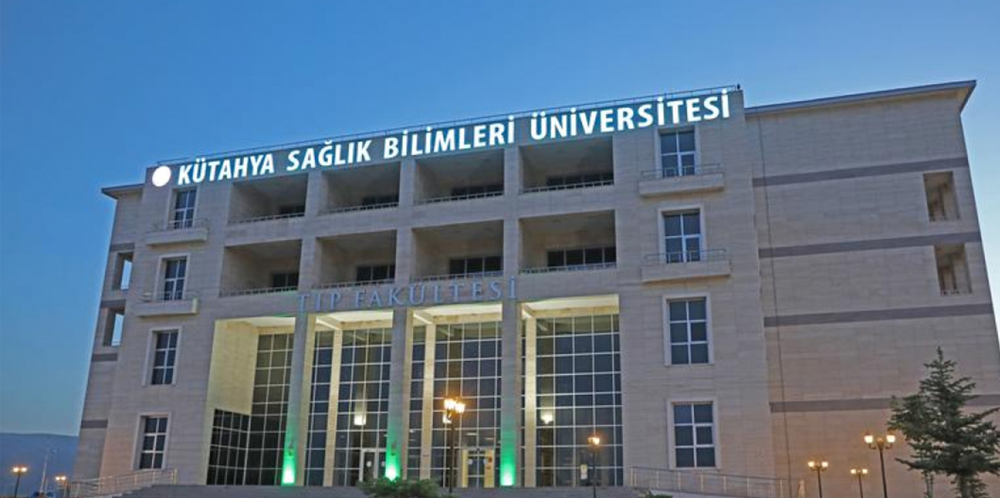 KÜTAHYA SAĞLIK BİLİMLERİ ÜNİVERSİTESİ
TIP FAKÜLTESİ